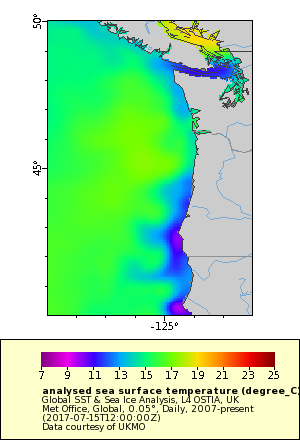 50°
45°
-125°
7 9 11 13 15 17 19 21 23 25
analysed sea surface temperature (degree_C)
Global SST & Sea Ice Analysis, L4 OSTIA, UK
Met Office, Global, 0.05°, Daily, 2007-present
(2017-07-15T12:00:00Z)
Data courtesy of UKMO